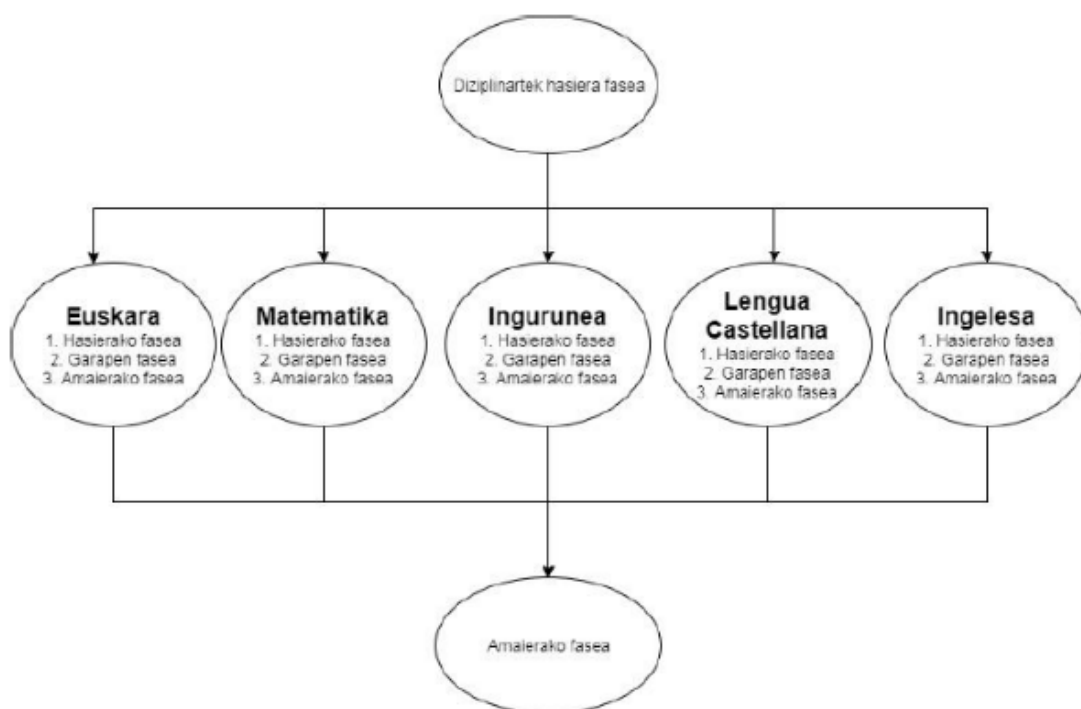 Diziplinartek hasiera fasea
Euskara
1. Hasierako fasea
2. Garapen fasea
3. Amaierako fasea
Matematika
1. Hasierako fasea
2. Garapen fasea
3. Amaierako fasea
Ingurunea
1. Hasierako fasea
2. Garapen fasea
3. Amaierako fasea
Lengua
Castellana
1. Hasierako fasea
2. Garapen fasea
3. Amaierako fasea
Ingelesa
1. Hasierako fasea
2. Garapen fasea
3. Amaierako fasea
Amaierako fasea